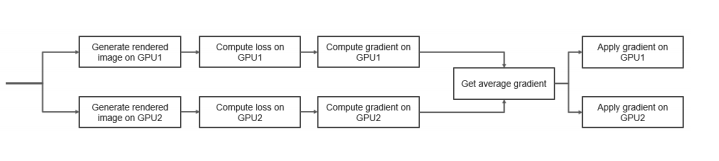 Generate rendered
image on GPU1
Compute loss on
GPU1
Compute gradient on
GPU1
Generate rendered
image on GPU2
Compute loss on
GPU2
Compute gradient on
GPU2
Get average gradient
Apply gradient on
GPU1
Apply gradient on
GPU2